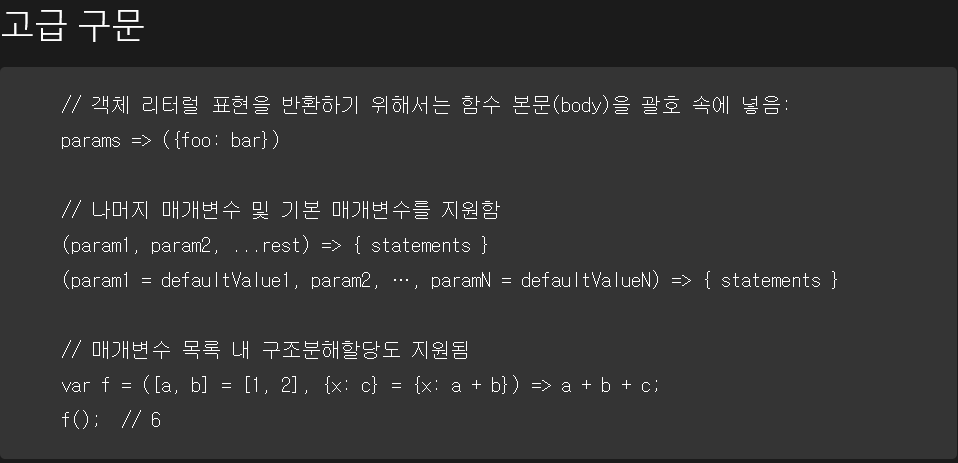 고급 구문
// 객체 리터럴 표현을 반환하기 위해서는 함수 본문(body)을 괄호 속에 넣음:
params => ({foo: bar})
// 나머지 매개변수 및 기본 매개변수를 지원함
(param1, param2, ...rest) => { statements }
(param1 = defaultValue1, param2, …, paramN = defaultValueN) => { statements }
// 매개변수 목록 내 구조분해할당도 지원됨
var f = ([a, b] = [1, 2], {x: c} = {x: a + b}) => a + b + c;
f();  // 6